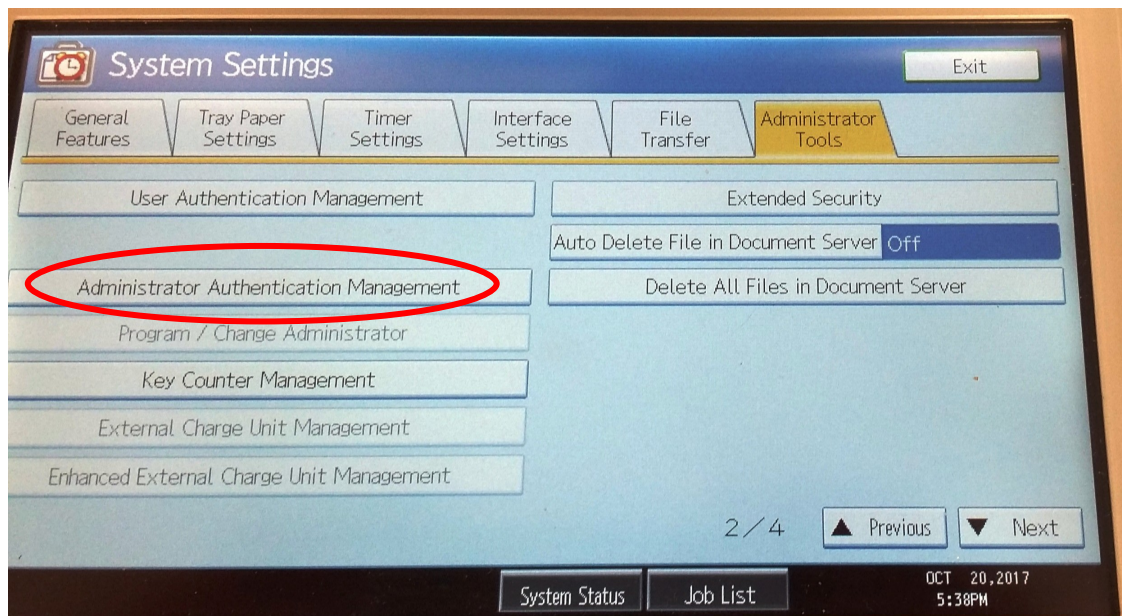 System Settings
Exit
General
Features
Tray Paper
Settings
Timer
Settings
Interface
Settings
File
Transfer
Administrator
Tools
User Authentication Management
Extended Security
Auto Delete File in Document Server Off
Administrator Authentication Management
Delete All Files in Document Server
Program / Change Administrator
Key Counter Management
External Charge Unit Management
Enhanced External Charge Unit Management
2/4 ▲ Previous ▼ Next
System Status
Job List
OCT 20,2017
5:38PM